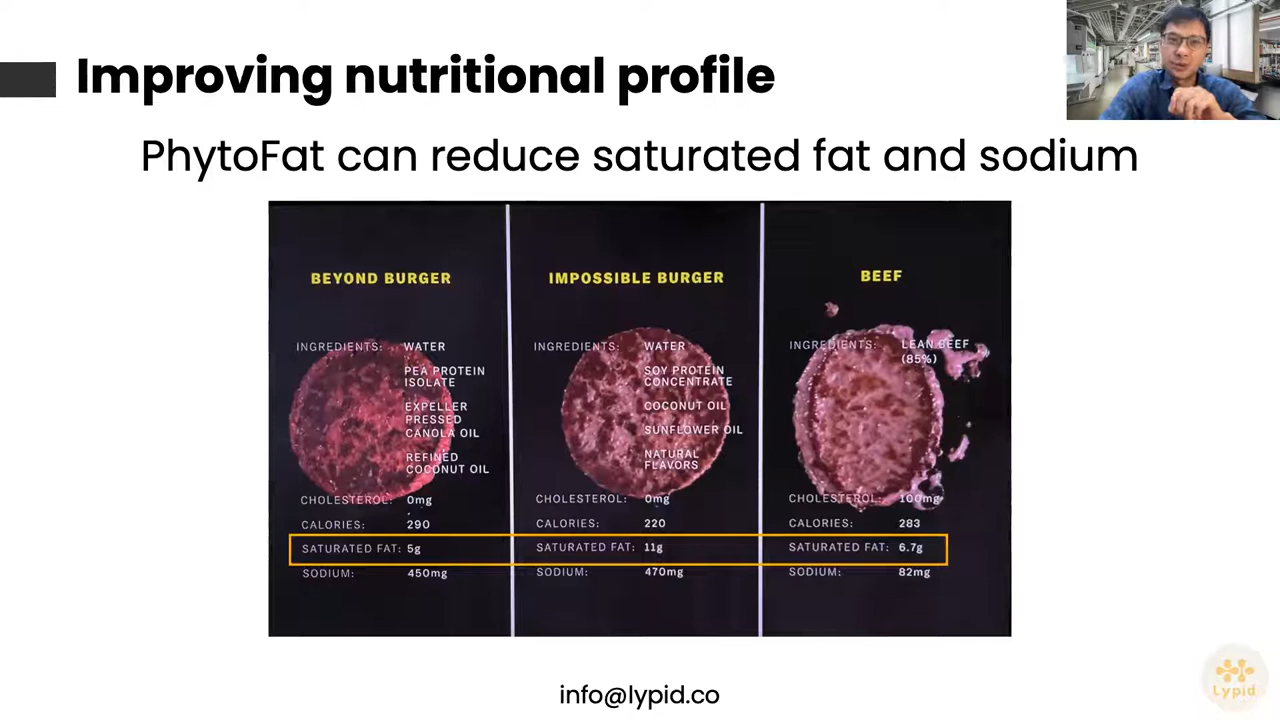 Improving nutritional profile
PhytoFat can reduce saturated fat and sodium
BEYOND BURGER
INGREDIENTS: WATER
PEA PROTEIN
ISOLATE
EXPELLER
PRESSED
CANOLA OIL
REFINED
COCONUT OIL
CHOLESTEROL: 0mg
CALORIES: 290
SATURATED FAT: 5g
SODIUM: 450mg
IMPOSSIBLE BURGER
INGREDIENTS: WATER
SOY PROTEIN
CONCENTRATE
COCONUT OIL
SUNFLOWER OIL
NATURAL
FLAVORS
CHOLESTEROL: 0mg
CALORIES: 220
SATURATED FAT: 11g
SODIUM: 470mg
BEEF
INGREDIENTS: LEAN BEEF
(85%)
CHOLESTEROL: 100mg
CALORIES: 283
SATURATED FAT: 6.7g
SODIUM: 82mg
info@lypid.co
Lypid